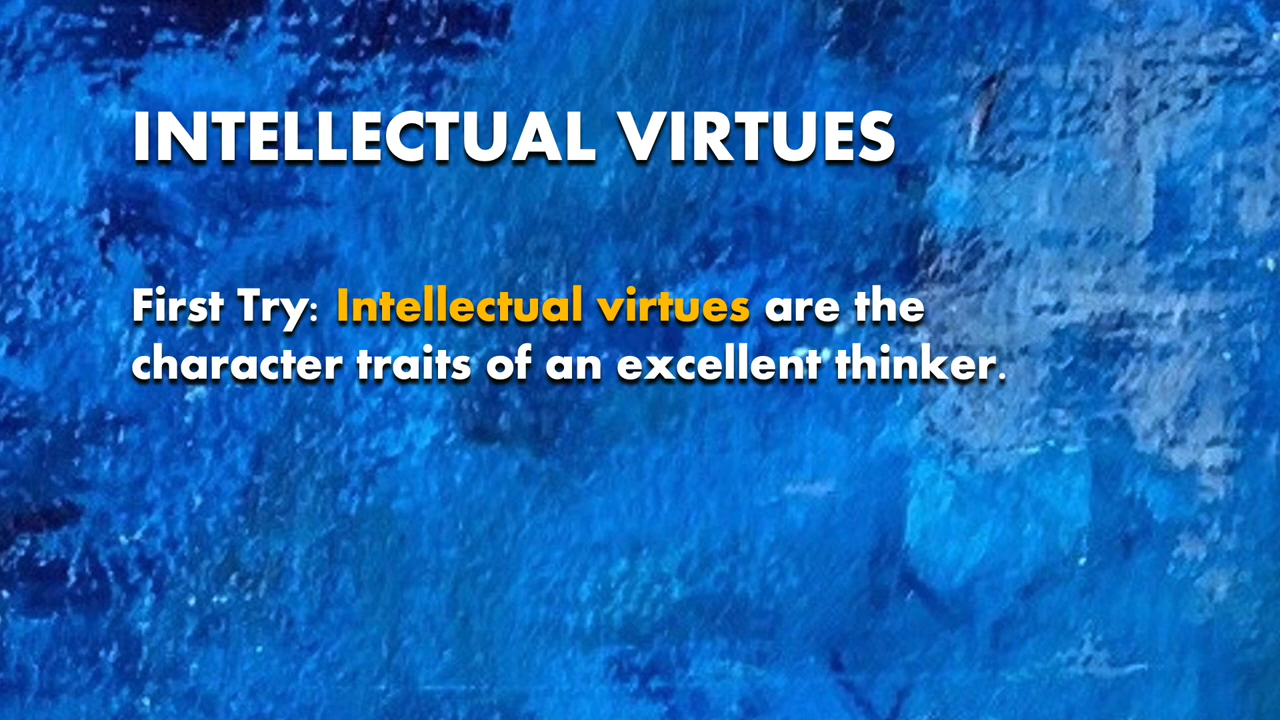 INTELLECTUAL VIRTUES
First Try: Intellectual virtues are the
character traits of an excellent thinker.